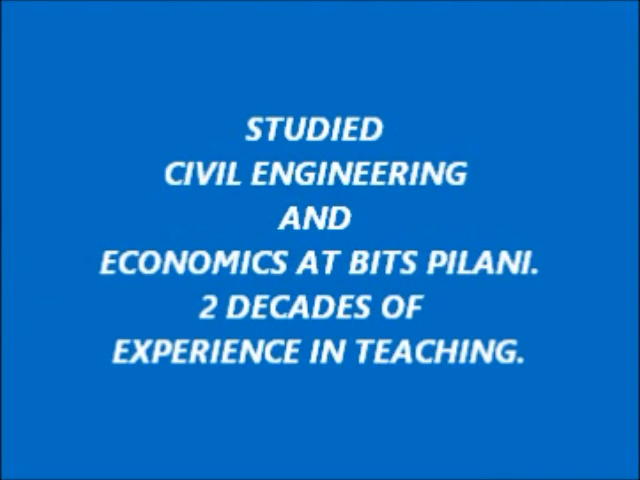 STUDIED
CIVIL ENGINEERING
AND
ECONOMICS AT BITS PILANI.
2 DECADES OF
EXPERIENCE IN TEACHING.